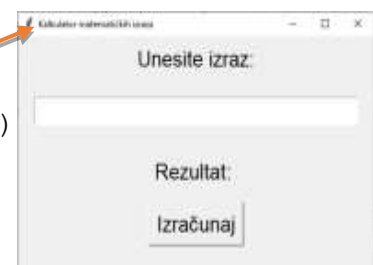 Kalkulator matematičkih izraza
Unesite izraz:
)
Rezultat:
Izračunaj